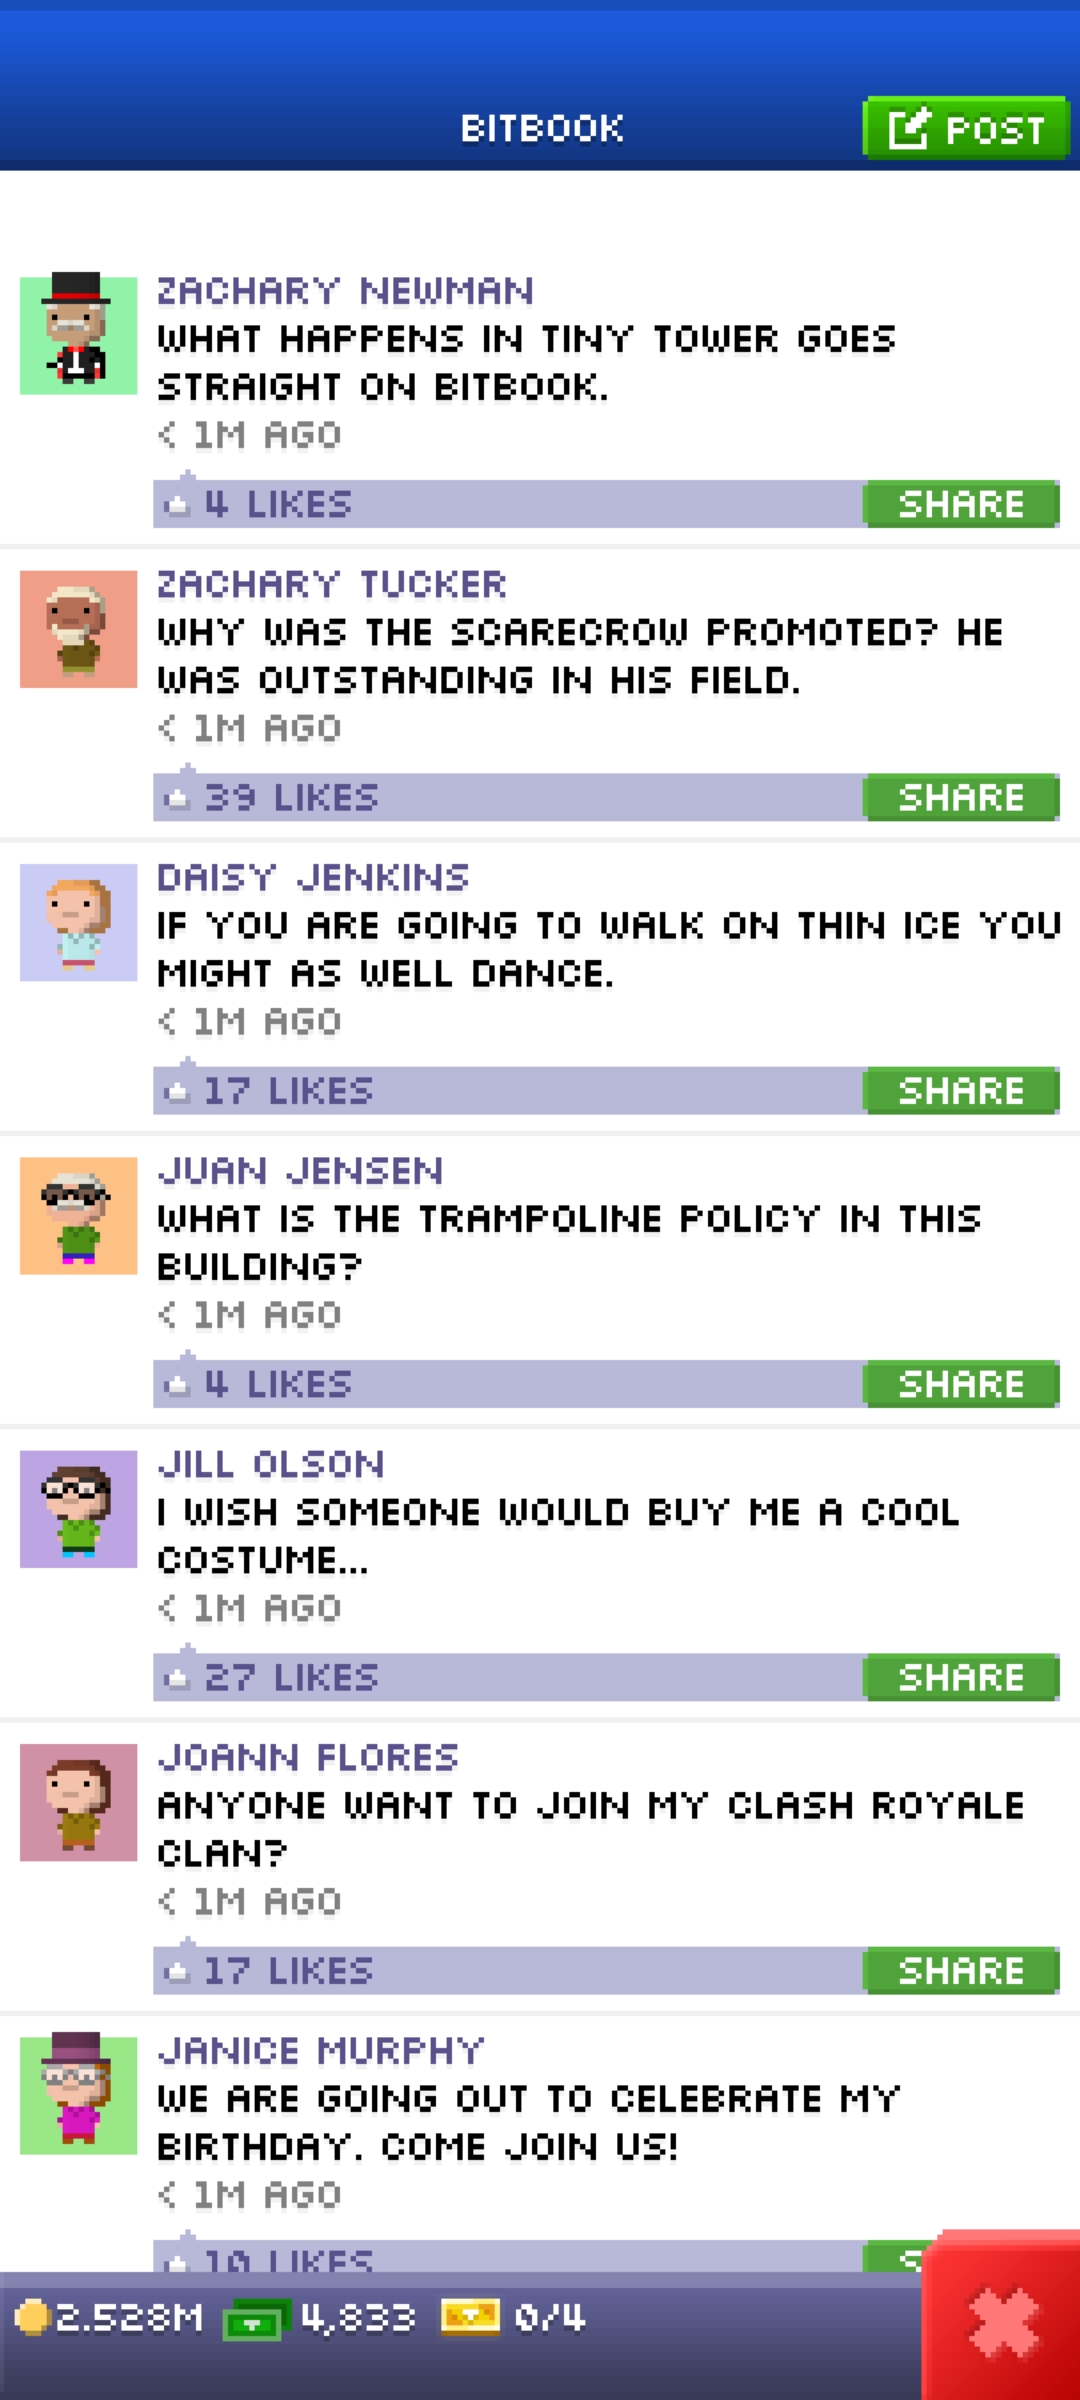 BITBOOK
POST
ZACHARY NEWMAN
WHAT HAPPENS IN TINY TOWER GOES
STRAIGHT ON BITBOOK.
< 1M AGO
4 LIKES
SHARE
ZACHARY TUCKER
WHY WAS THE SCARECROW PROMOTED? HE
WAS OUTSTANDING IN HIS FIELD.
< 1M AGO
39 LIKES
SHARE
DAISY JENKINS
IF YOU ARE GOING TO WALK ON THIN ICE YOU
MIGHT AS WELL DANCE.
< 1M AGO
17 LIKES
SHARE
JUAN JENSEN
WHAT IS THE TRAMPOLINE POLICY IN THIS
BUILDING?
< 1M AGO
4 LIKES
SHARE
JILL OLSON
I WISH SOMEONE WOULD BUY ME A COOL
COSTUME...
< 1M AGO
27 LIKES
SHARE
JOANN FLORES
ANYONE WANT TO JOIN MY CLASH ROYALE
CLAN?
< 1M AGO
17 LIKES
SHARE
JANICE MURPHY
WE ARE GOING OUT TO CELEBRATE MY
BIRTHDAY. COME JOIN US!
< 1M AGO
10 LIKES
2.528M
4,833
0/4